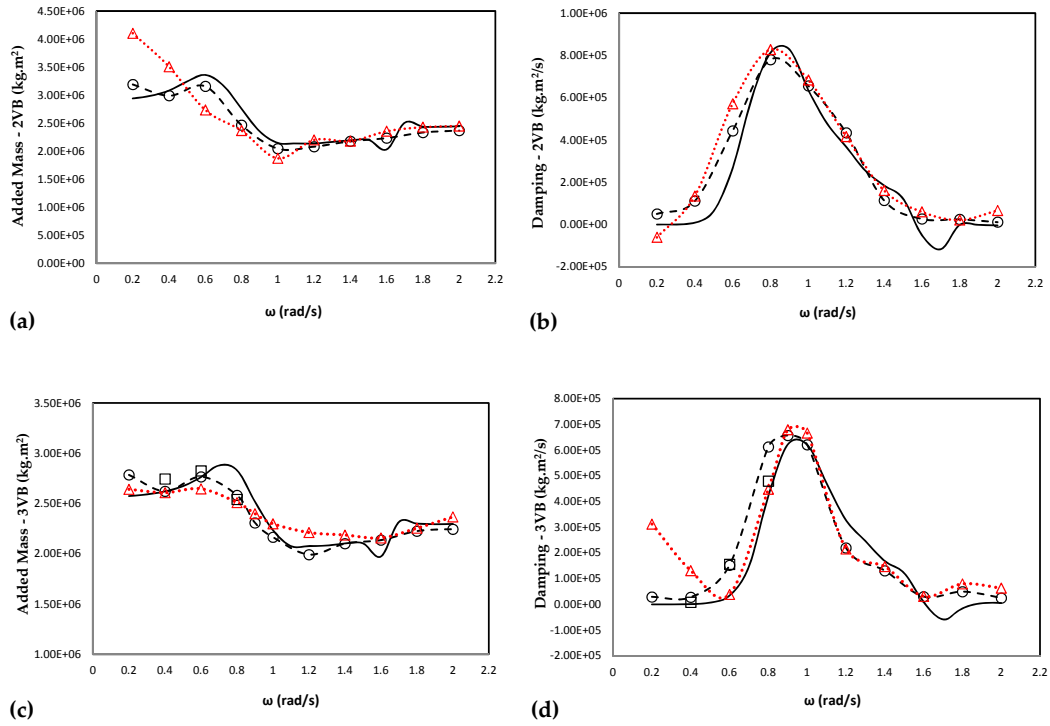 4.50E+06
4.00E+06
3.50E+06
3.00E+06
2.50E+06
2.00E+06
1.50E+06
1.00E+06
5.00E+05
0.00E+00
Added Mass - 2VB (kg.m²)
0 0.2 0.4 0.6 0.8 1 1.2 1.4 1.6 1.8 2 2.2
ω (rad/s)
(a)
1.00E+06
8.00E+05
6.00E+05
4.00E+05
2.00E+05
0.00E+00
-2.00E+05
Damping - 2VB (kg.m²/s)
0 0.2 0.4 0.6 0.8 1 1.2 1.4 1.6 1.8 2 2.2
ω (rad/s)
(b)
3.50E+06
3.00E+06
2.50E+06
2.00E+06
1.50E+06
1.00E+06
Added Mass - 3VB (kg.m²)
0 0.2 0.4 0.6 0.8 1 1.2 1.4 1.6 1.8 2 2.2
ω (rad/s)
(c)
8.00E+05
7.00E+05
6.00E+05
5.00E+05
4.00E+05
3.00E+05
2.00E+05
1.00E+05
0.00E+00
-1.00E+05
-2.00E+05
Damping - 3VB (kg.m²/s)
0 0.2 0.4 0.6 0.8 1 1.2 1.4 1.6 1.8 2 2.2
ω (rad/s)
(d)